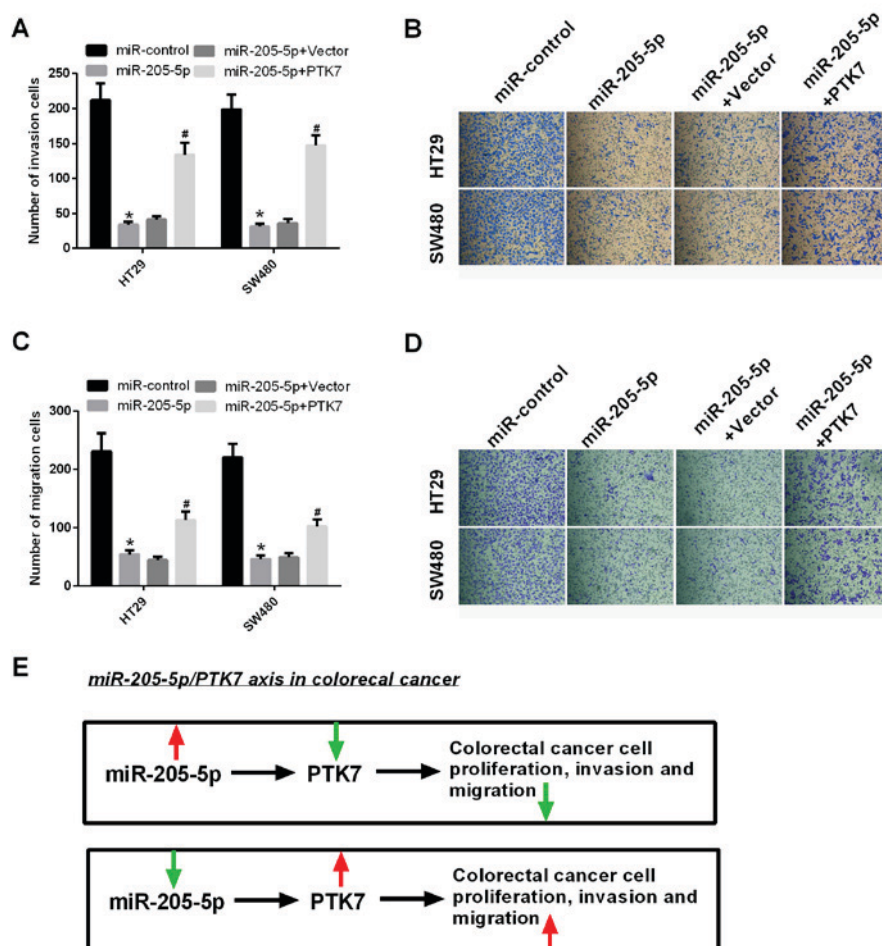 A
miR-control
miR-205-5p+Vector
miR-205-5p
miR-205-5p+PTK7
Number of invasion cells
250
200
150
100
50
0
*
#
*
#
HT29
SW480
B
miR-control
miR-205-5p
miR-205-5p
+Vector
miR-205-5p
+PTK7
HT29
SW480
C
miR-control
miR-205-5p+Vector
miR-205-5p
miR-205-5p+PTK7
Number of migration cells
300
200
100
0
*
#
*
#
HT29
SW480
D
miR-control
miR-205-5p
miR-205-5p
+Vector
miR-205-5p
+PTK7
HT29
SW480
E
miR-205-5p/PTK7 axis in colorecal cancer
miR-205-5p
PTK7
Colorectal cancer cell
proliferation, invasion and
migration
miR-205-5p
PTK7
Colorectal cancer cell
proliferation, invasion and
migration